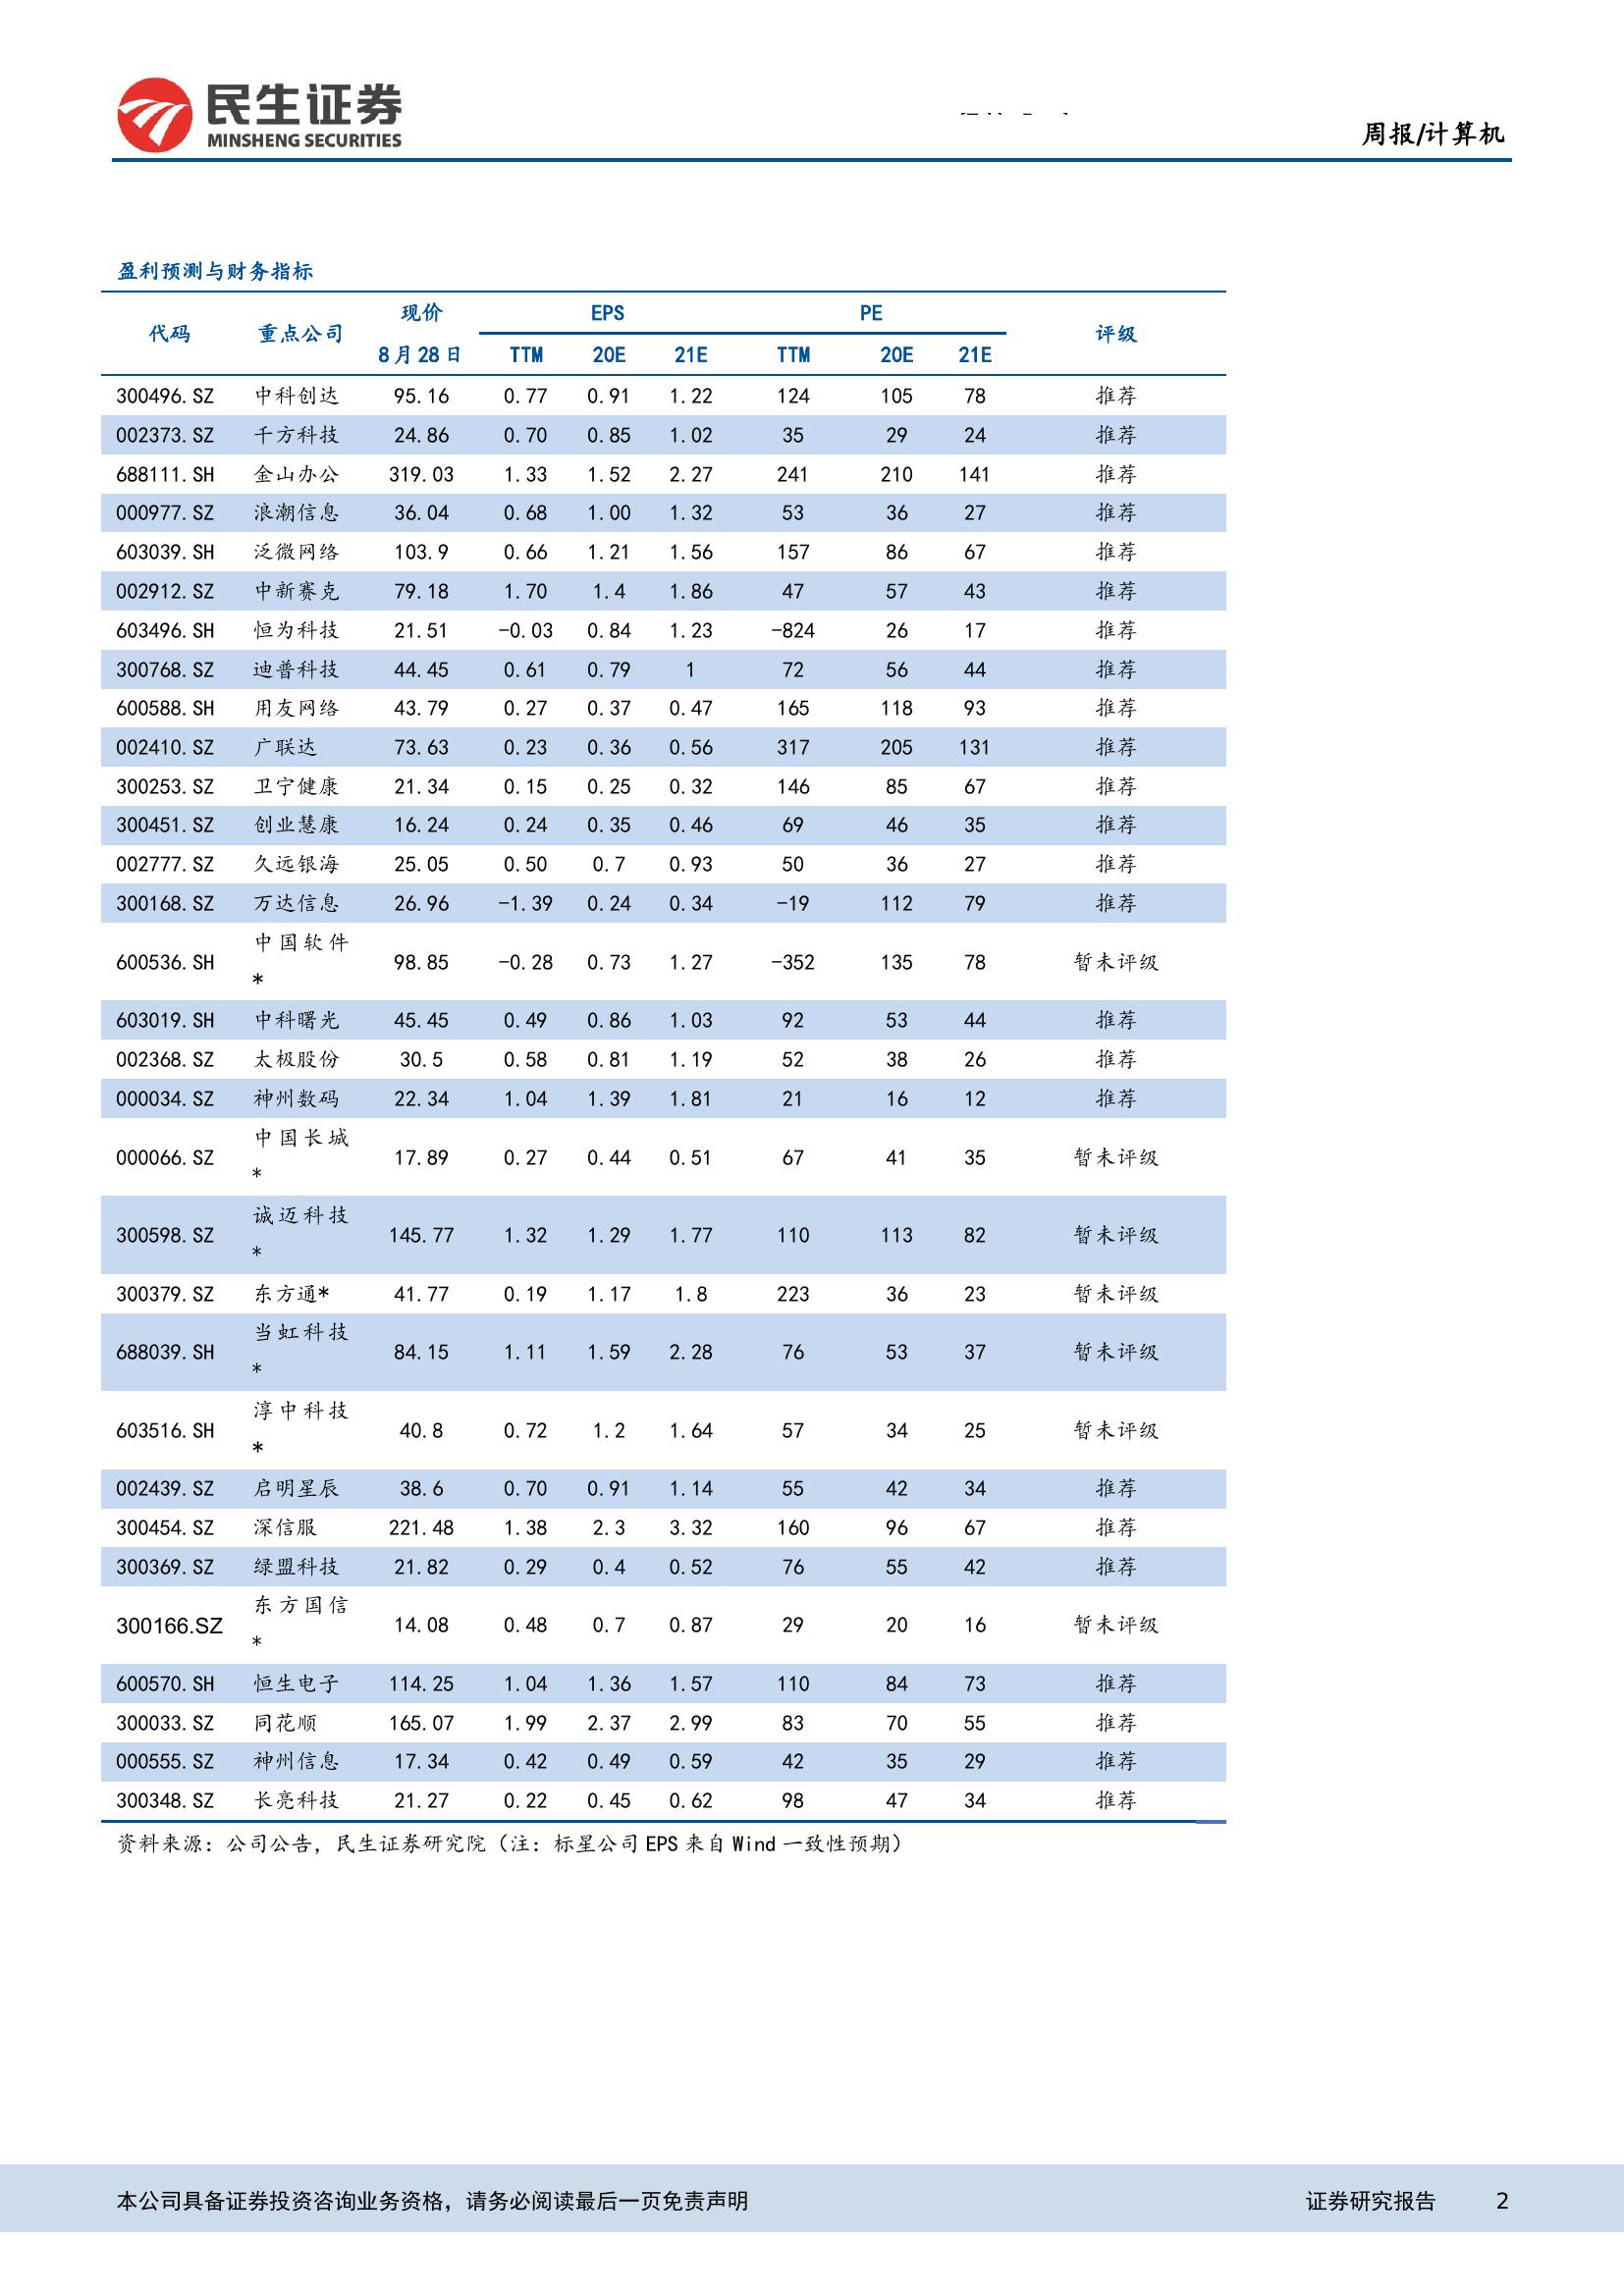 民生证券
MINSHENG SECURITIES
周报/计算机
盈利预测与财务指标
代码 重点公司 现价 EPS PE 评级
8月28日 TTM 20E 21E TTM 20E 21E
300496.SZ 中科创达 95.16 0.77 0.91 1.22 124 105 78 推荐
002373.SZ 千方科技 24.86 0.70 0.85 1.02 35 29 24 推荐
688111.SH 金山办公 319.03 1.33 1.52 2.27 241 210 141 推荐
000977.SZ 浪潮信息 36.04 0.68 1.00 1.32 53 36 27 推荐
603039.SH 泛微网络 103.9 0.66 1.21 1.56 157 86 67 推荐
002912.SZ 中新赛克 79.18 1.70 1.4 1.86 47 57 43 推荐
603496.SH 恒为科技 21.51 -0.03 0.84 1.23 -824 26 17 推荐
300768.SZ 迪普科技 44.45 0.61 0.79 1 72 56 44 推荐
600588.SH 用友网络 43.79 0.27 0.37 0.47 165 118 93 推荐
002410.SZ 广联达 73.63 0.23 0.36 0.56 317 205 131 推荐
300253.SZ 卫宁健康 21.34 0.15 0.25 0.32 146 85 67 推荐
300451.SZ 创业慧康 16.24 0.24 0.35 0.46 69 46 35 推荐
002777.SZ 久远银海 25.05 0.50 0.7 0.93 50 36 27 推荐
300168.SZ 万达信息 26.96 -1.39 0.24 0.34 -19 112 79 推荐
600536.SH 中国软件* 98.85 -0.28 0.73 1.27 -352 135 78 暂未评级
603019.SH 中科曙光 45.45 0.49 0.86 1.03 92 53 44 推荐
002368.SZ 太极股份 30.5 0.58 0.81 1.19 52 38 26 推荐
000034.SZ 神州数码 22.34 1.04 1.39 1.81 21 16 12 推荐
000066.SZ 中国长城* 17.89 0.27 0.44 0.51 67 41 35 暂未评级
300598.SZ 诚迈科技* 145.77 1.32 1.29 1.77 110 113 82 暂未评级
300379.SZ 东方通* 41.77 0.19 1.17 1.8 223 36 23 暂未评级
688039.SH 当虹科技* 84.15 1.11 1.59 2.28 76 53 37 暂未评级
603516.SH 淳中科技* 40.8 0.72 1.2 1.64 57 34 25 暂未评级
002439.SZ 启明星辰 38.6 0.70 0.91 1.14 55 42 34 推荐
300454.SZ 深信服 221.48 1.38 2.3 3.32 160 96 67 推荐
300369.SZ 绿盟科技 21.82 0.29 0.4 0.52 76 55 42 推荐
300166.SZ 东方国信* 14.08 0.48 0.7 0.87 29 20 16 暂未评级
600570.SH 恒生电子 114.25 1.04 1.36 1.57 110 84 73 推荐
300033.SZ 同花顺 165.07 1.99 2.37 2.99 83 70 55 推荐
000555.SZ 神州信息 17.34 0.42 0.49 0.59 42 35 29 推荐
300348.SZ 长亮科技 21.27 0.22 0.45 0.62 98 47 34 推荐
资料来源：公司公告，民生证券研究院（注：标星公司 EPS 来自 Wind 一致性预期）
本公司具备证券投资咨询业务资格，请务必阅读最后一页免责声明 证券研究报告 2